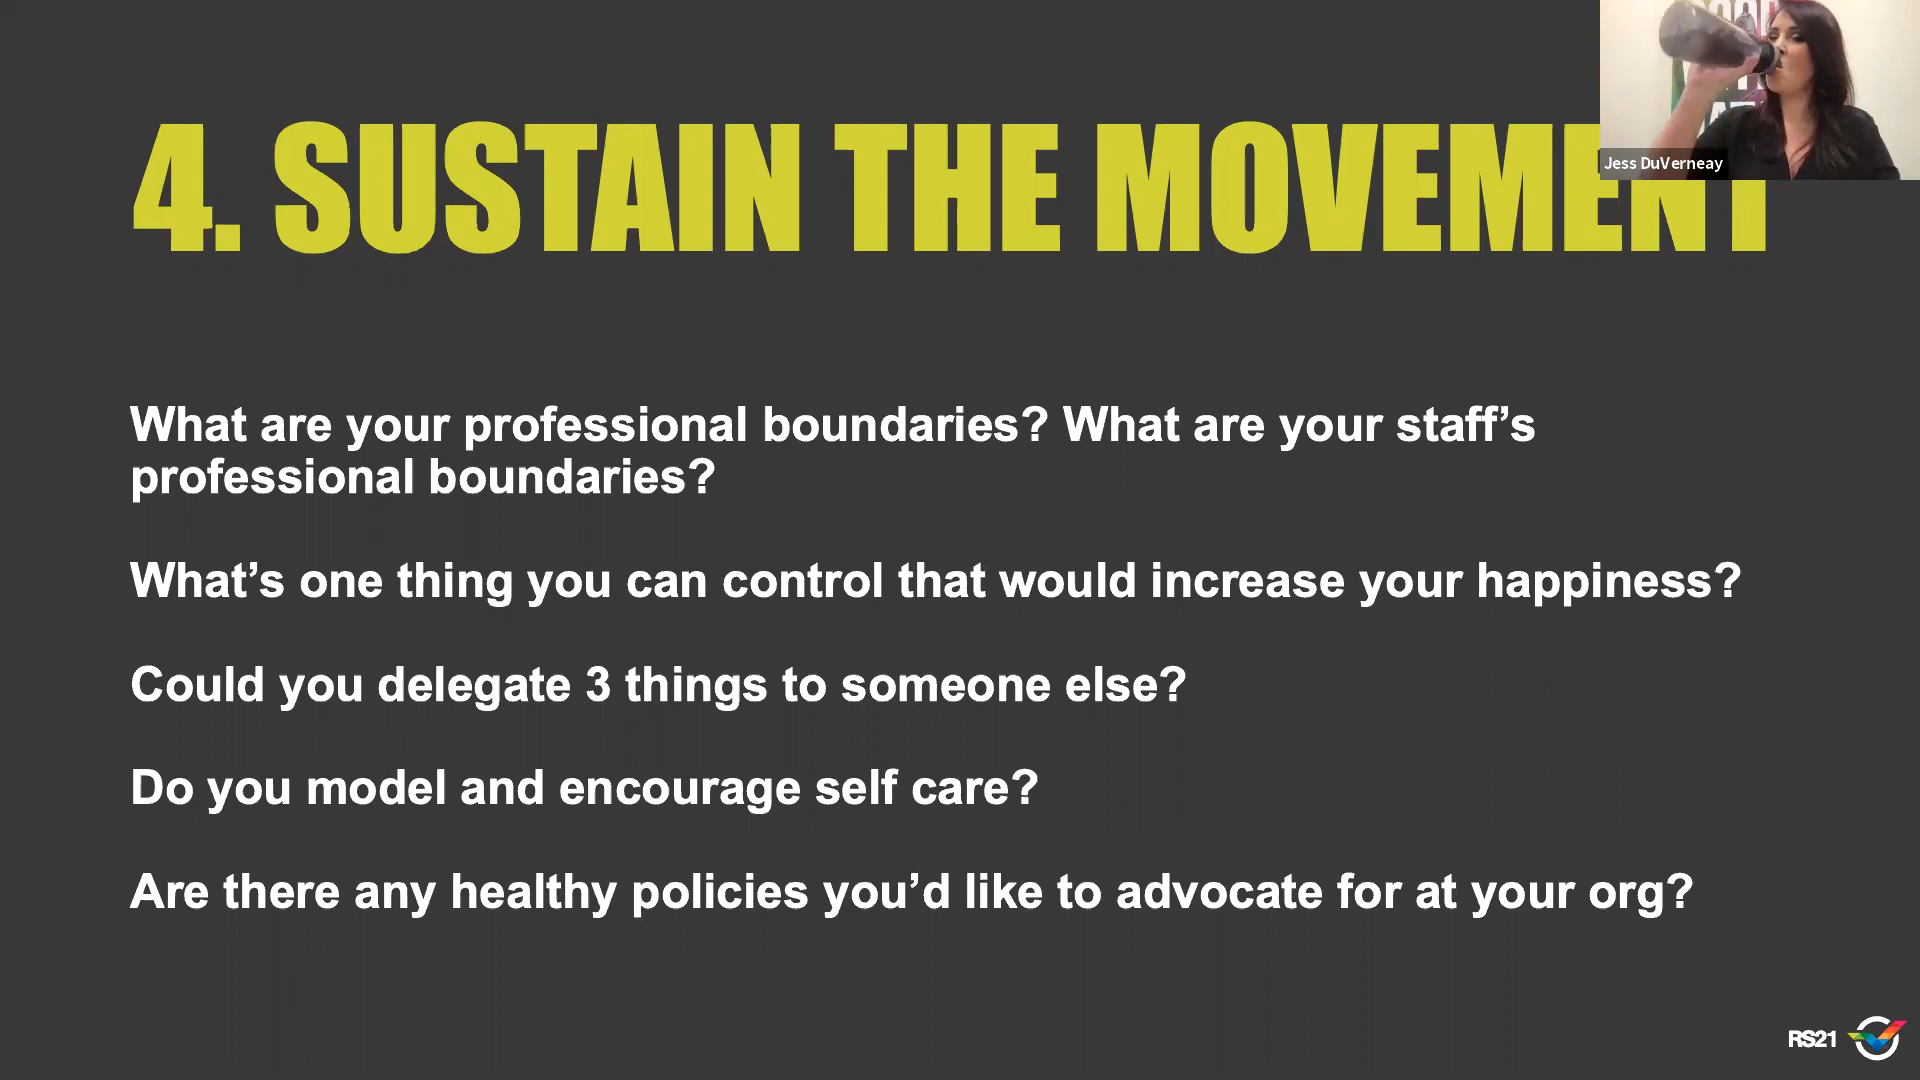 4. SUSTAIN THE MOVEMENT
Jess DuVerneay
What are your professional boundaries? What are your staff’s
professional boundaries?
What’s one thing you can control that would increase your happiness?
Could you delegate 3 things to someone else?
Do you model and encourage self care?
Are there any healthy policies you’d like to advocate for at your org?
RS21